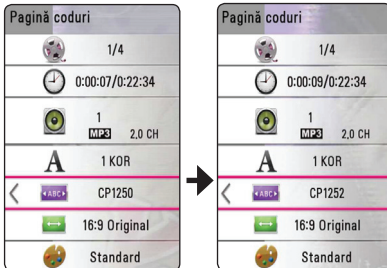 Pagină coduri
1/4
0:00:07/0:22:34
1
MP3 2,0 CH
A 1 KOR
ABC CP1250
16:9 Original
Standard
Pagină coduri
1/4
0:00:09/0:22:34
1
MP3 2,0 CH
A 1 KOR
ABC CP1252
16:9 Original
Standard